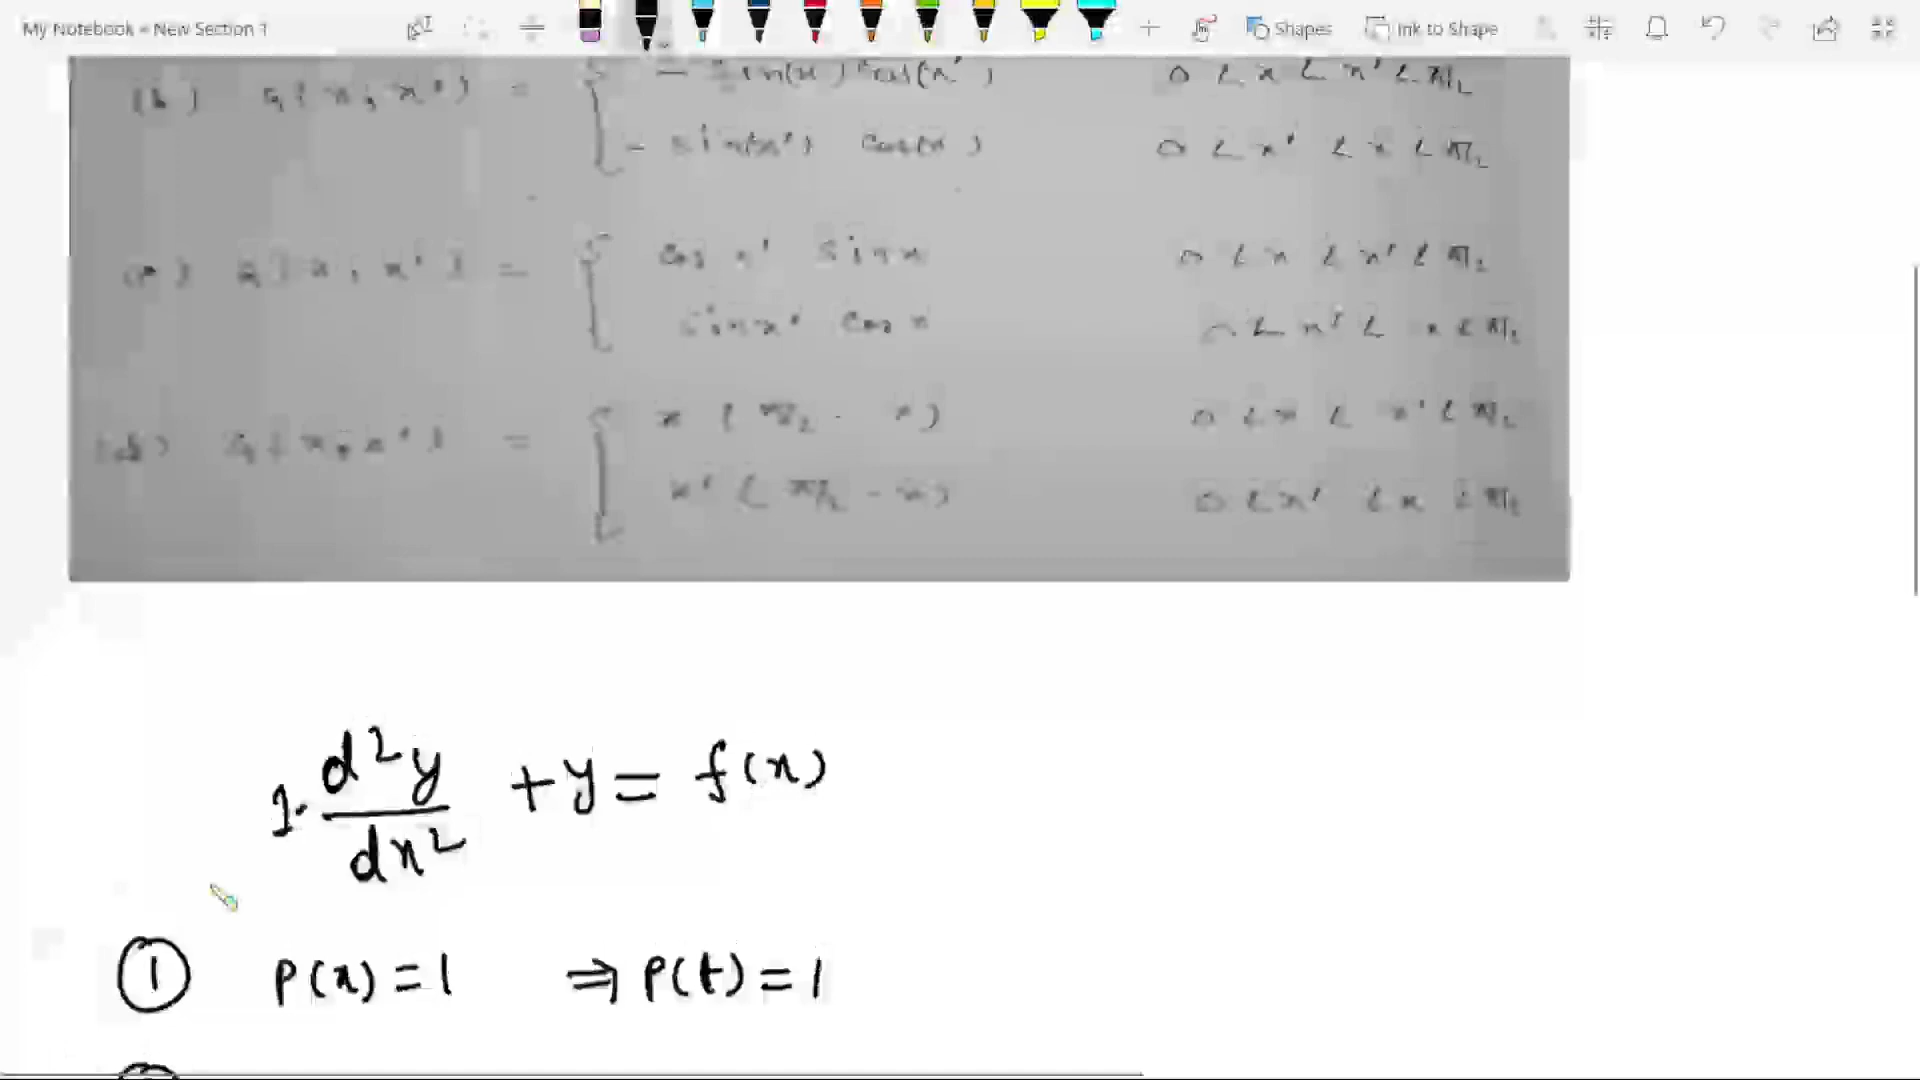 My Notebook – New Section 1
Shapes
Ink to Shape
(b) G(x, x') = { - sin(x) cos(x') 0 < x < x' < π/2
- sin(x') cos(x) 0 < x' < x < π/2
G(x, x') = { cos x' sin x 0 < x < x' < π/2
sin x' cos x 0 < x' < x < π/2
(d) G(x, x') = { x (π/2 - x') 0 < x < x' < π/2
x' (π/2 - x) 0 < x' < x < π/2
1. d²y/dx² + y = f(x)
① P(x) = 1 ⇒ P(t) = 1